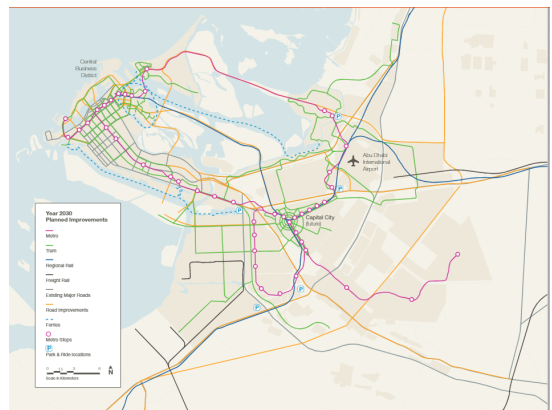 Central
Business
District
P
Abu Dhabi
International
Airport
P
P
Capital City
(future)
P
P
Year 2030
Planned Improvements
Metro
Tram
Regional Rail
Freight Rail
Existing Major Roads
Road Improvements
Ferries
Metro Stops
P
Park & Ride locations
N
Scale in Kilometers